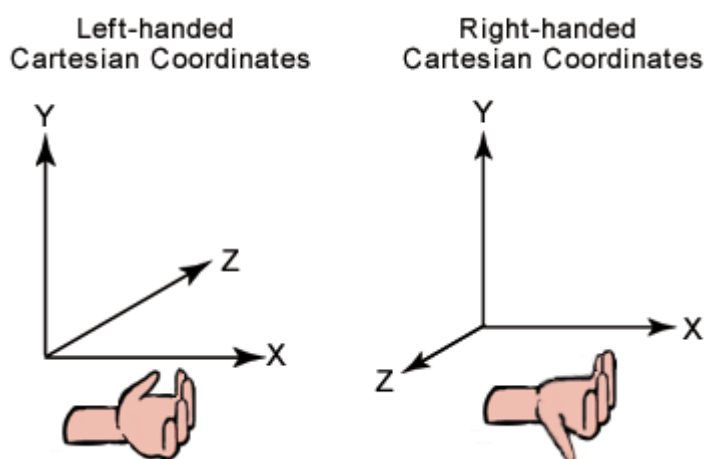 Left-handed
Cartesian Coordinates
Y
Z
X
Right-handed
Cartesian Coordinates
Y
X
Z